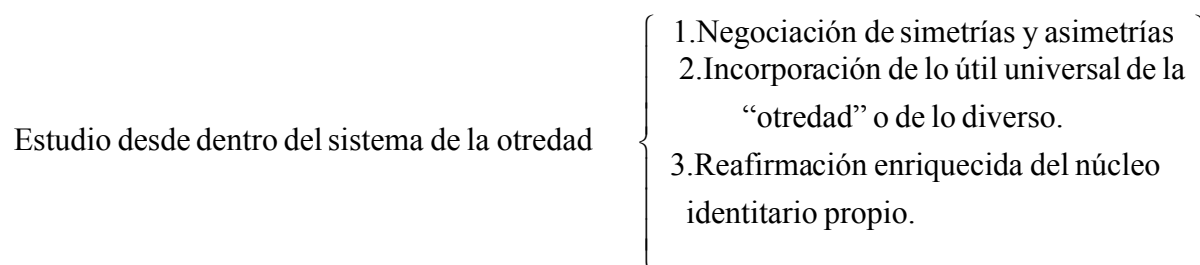 Estudio desde dentro del sistema de la otredad
1.Negociación de simetrías y asimetrías
2.Incorporación de lo útil universal de la
“otredad” o de lo diverso.
3.Reafirmación enriquecida del núcleo
identitario propio.